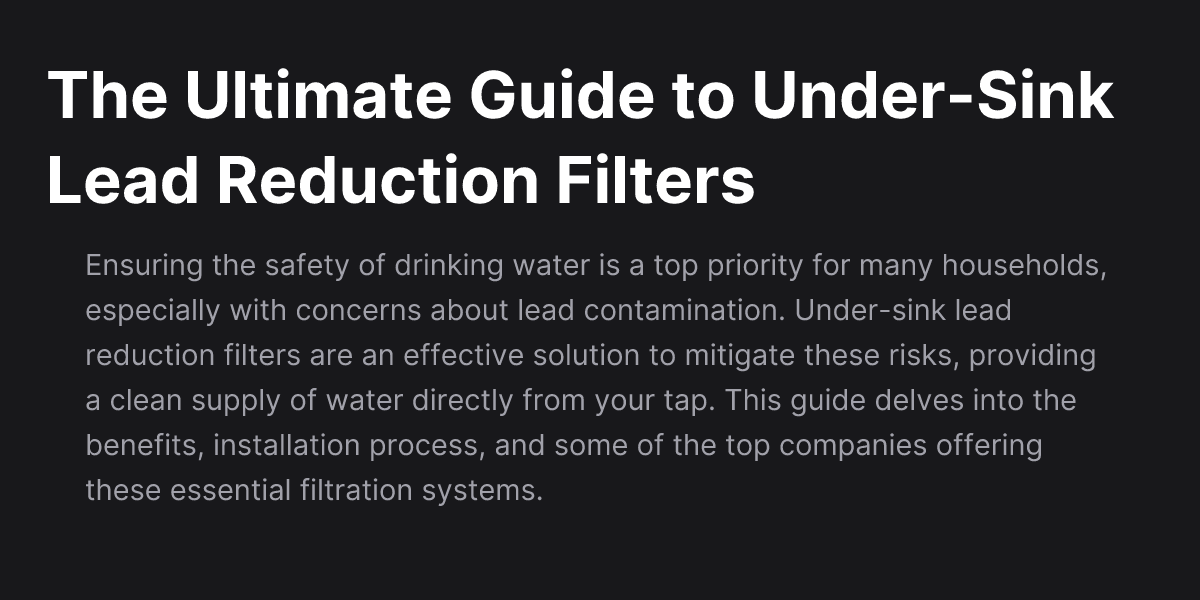 The Ultimate Guide to Under-Sink
Lead Reduction Filters
Ensuring the safety of drinking water is a top priority for many households,
especially with concerns about lead contamination. Under-sink lead
reduction filters are an effective solution to mitigate these risks, providing
a clean supply of water directly from your tap. This guide delves into the
benefits, installation process, and some of the top companies offering
these essential filtration systems.